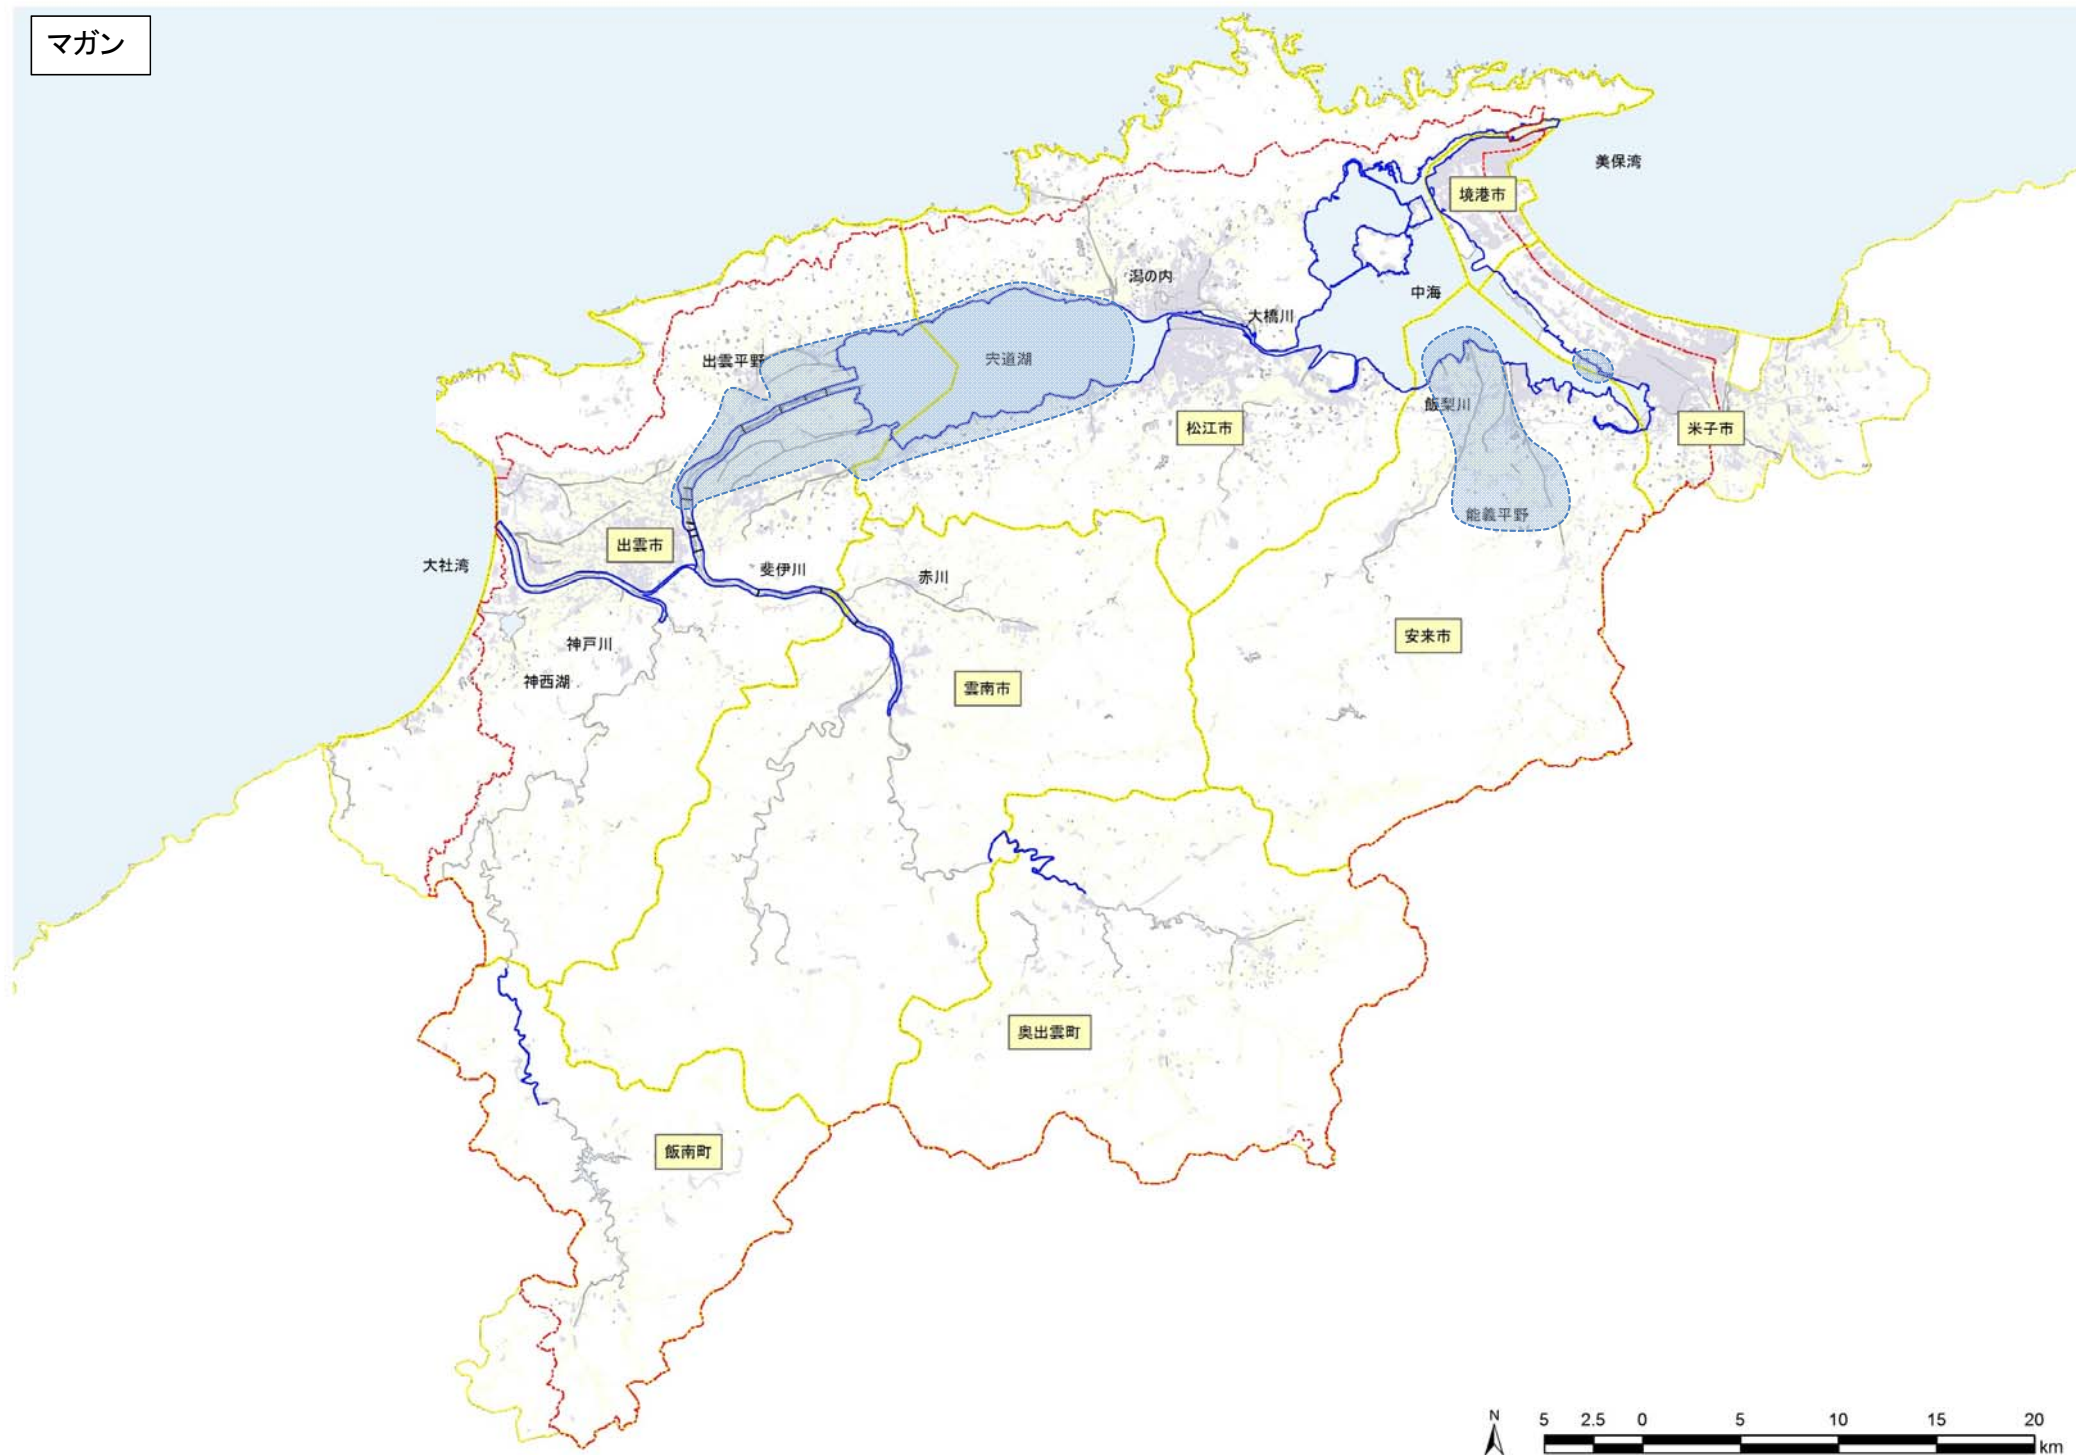 マガン
美保湾
境港市
潟の内
中海
大橋川
出雲平野
宍道湖
飯梨川
松江市
米子市
能義平野
出雲市
大社湾
斐伊川
赤川
安来市
神戸川
神西湖
雲南市
奥出雲町
飯南町
N
5 2.5 0 5 10 15 20
km